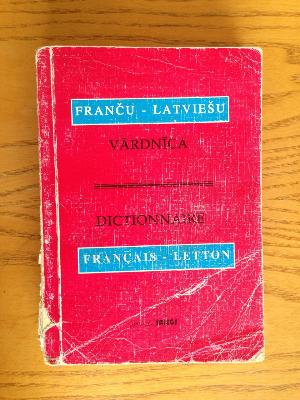 FRANČU - LATVIEŠU
VĀRDNĪCA
DICTIONNAIRE
FRANÇAIS - LETTON